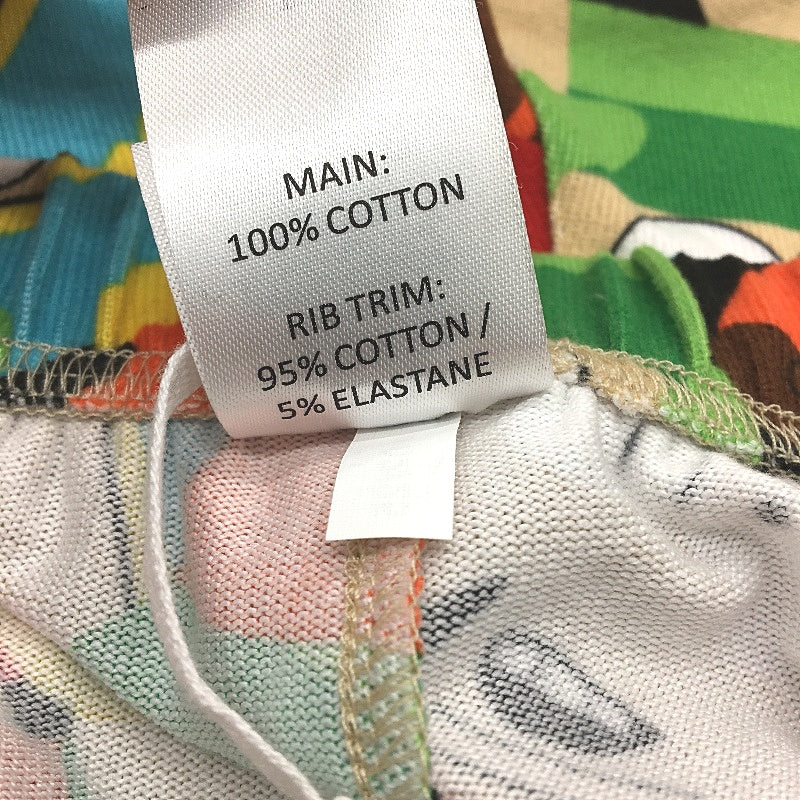 MAIN:
100% COTTON
RIB TRIM:
95% COTTON /
5% ELASTANE